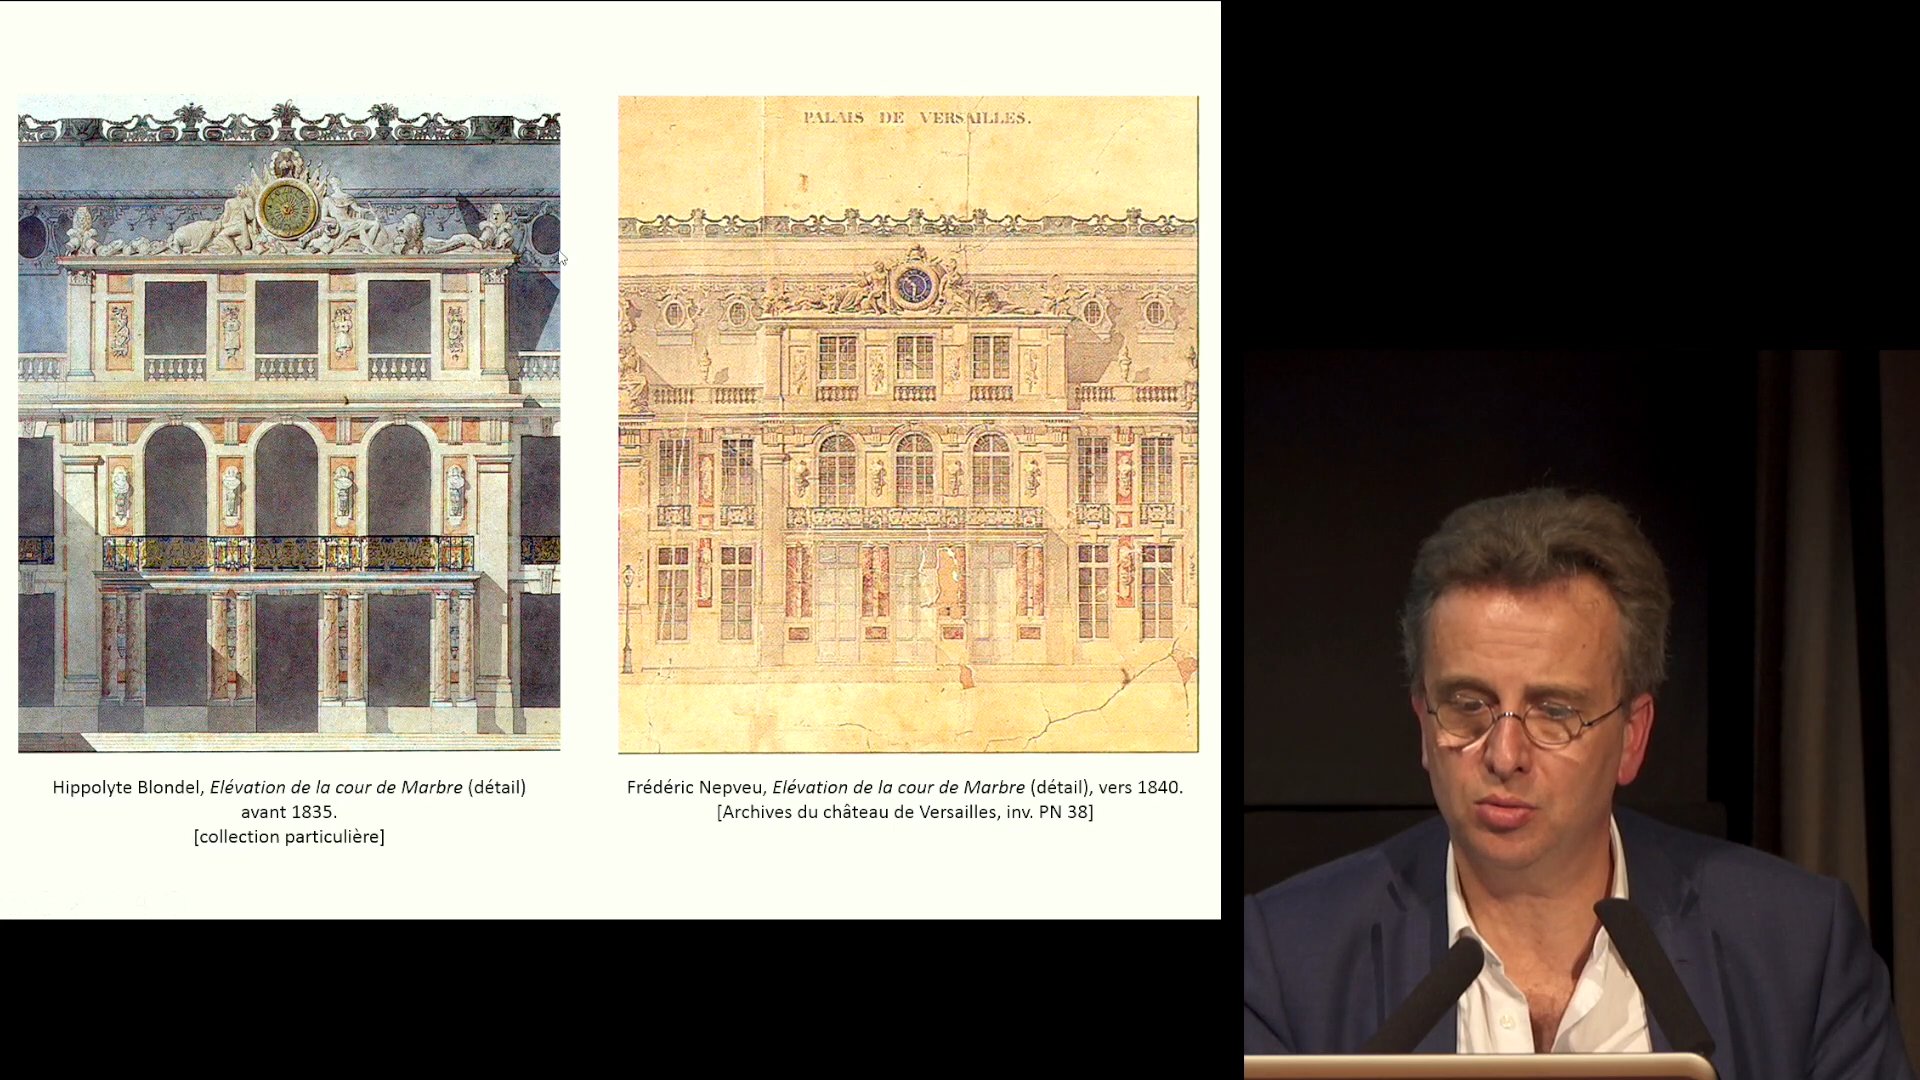 PALAIS DE VERSAILLES.
Hippolyte Blondel, Elévation de la cour de Marbre (détail)
avant 1835.
[collection particulière]
Frédéric Nepveu, Elévation de la cour de Marbre (détail), vers 1840.
[Archives du château de Versailles, inv. PN 38]